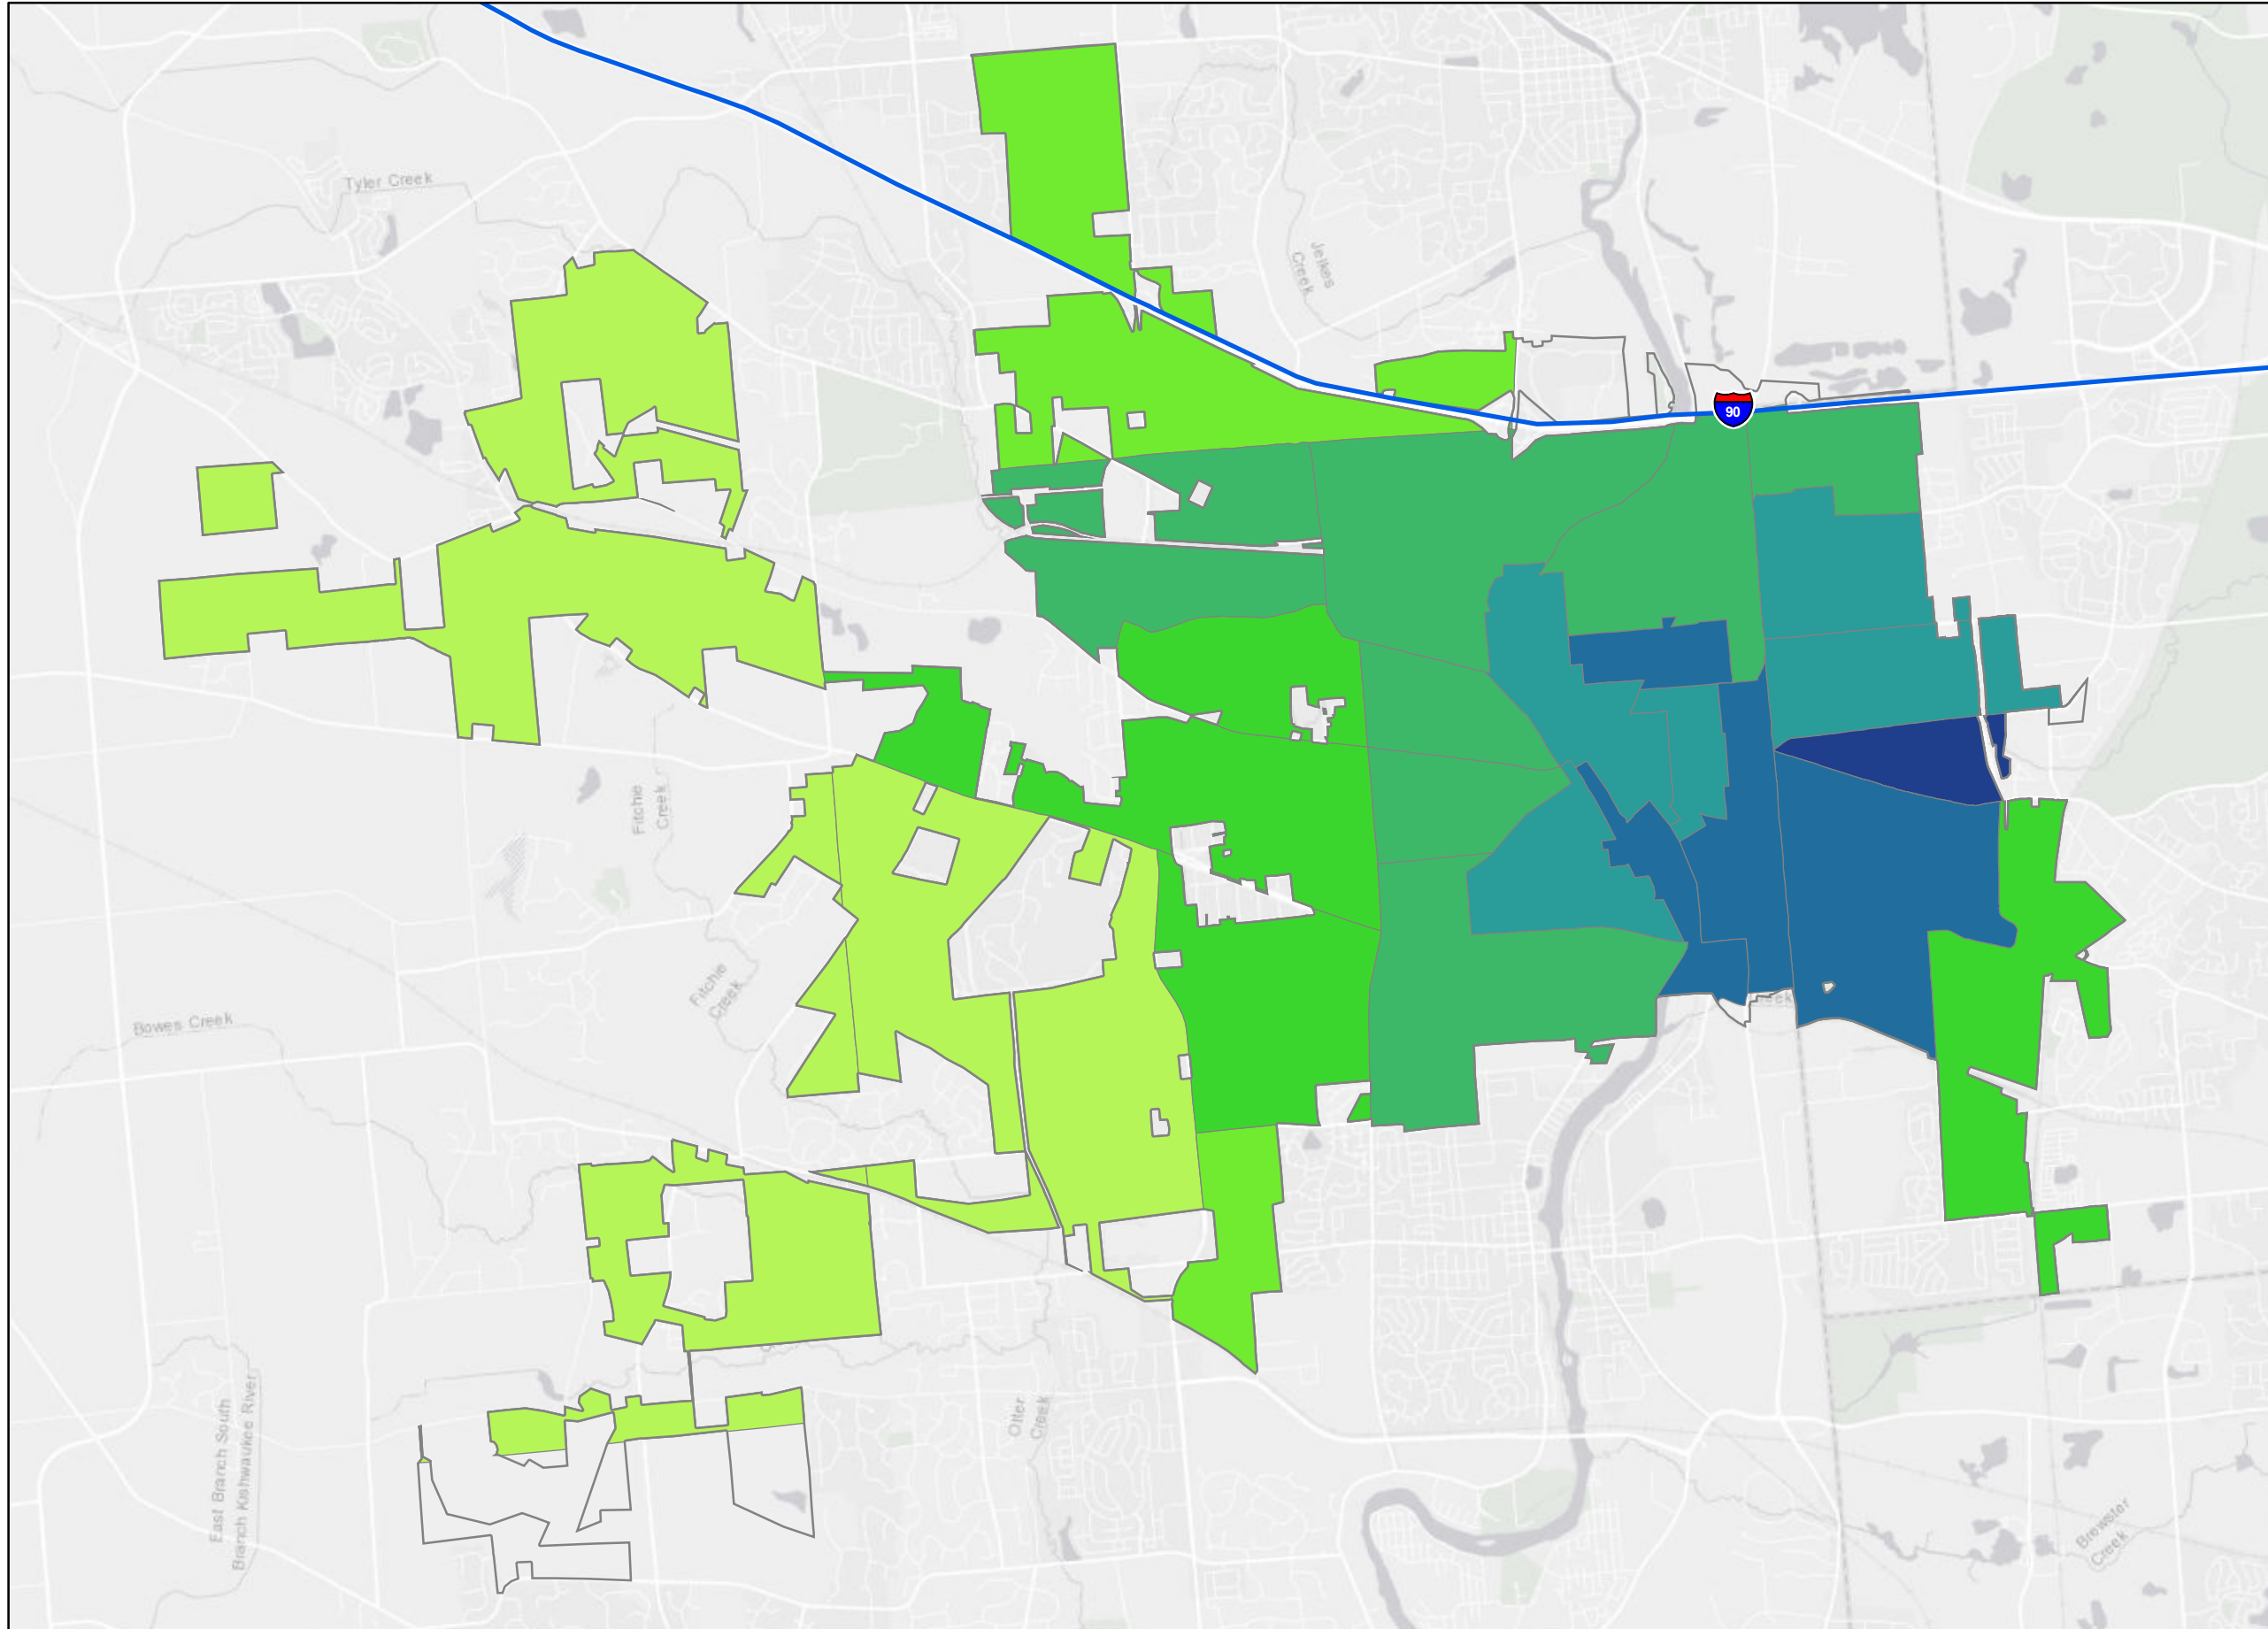 Tyler Creek
Jelkes
Creek
90
Fitchie
Creek
Fitchie
Creek
Creek
Bowes Creek
Otter
Creek
East Branch South
Branch Kishwaukee River
Brewster
Creek